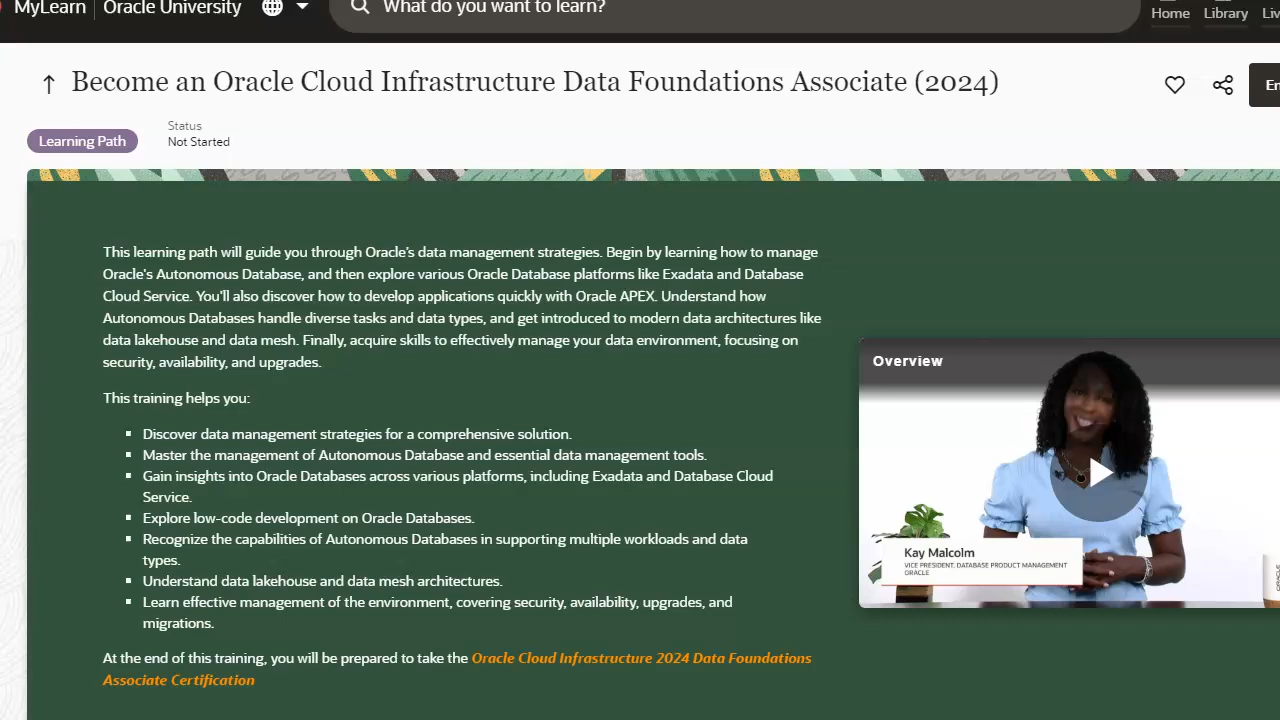 MyLearn Oracle University What do you want to learn?
Home Library Liv
Become an Oracle Cloud Infrastructure Data Foundations Associate (2024)
En
Learning Path
Status
Not Started
This learning path will guide you through Oracle's data management strategies. Begin by learning how to manage
Oracle's Autonomous Database, and then explore various Oracle Database platforms like Exadata and Database
Cloud Service. You'll also discover how to develop applications quickly with Oracle APEX. Understand how
Autonomous Databases handle diverse tasks and data types, and get introduced to modern data architectures like
data lakehouse and data mesh. Finally, acquire skills to effectively manage your data environment, focusing on
security, availability, and upgrades.
This training helps you:
Discover data management strategies for a comprehensive solution.
Master the management of Autonomous Database and essential data management tools.
Gain insights into Oracle Databases across various platforms, including Exadata and Database Cloud
Service.
Explore low-code development on Oracle Databases.
Recognize the capabilities of Autonomous Databases in supporting multiple workloads and data
types.
Understand data lakehouse and data mesh architectures.
Learn effective management of the environment, covering security, availability, upgrades, and
migrations.
At the end of this training, you will be prepared to take the Oracle Cloud Infrastructure 2024 Data Foundations
Associate Certification
Overview
Kay Malcolm
VICE PRESIDENT, DATABASE PRODUCT MANAGEMENT
ORACLE
ORACLE